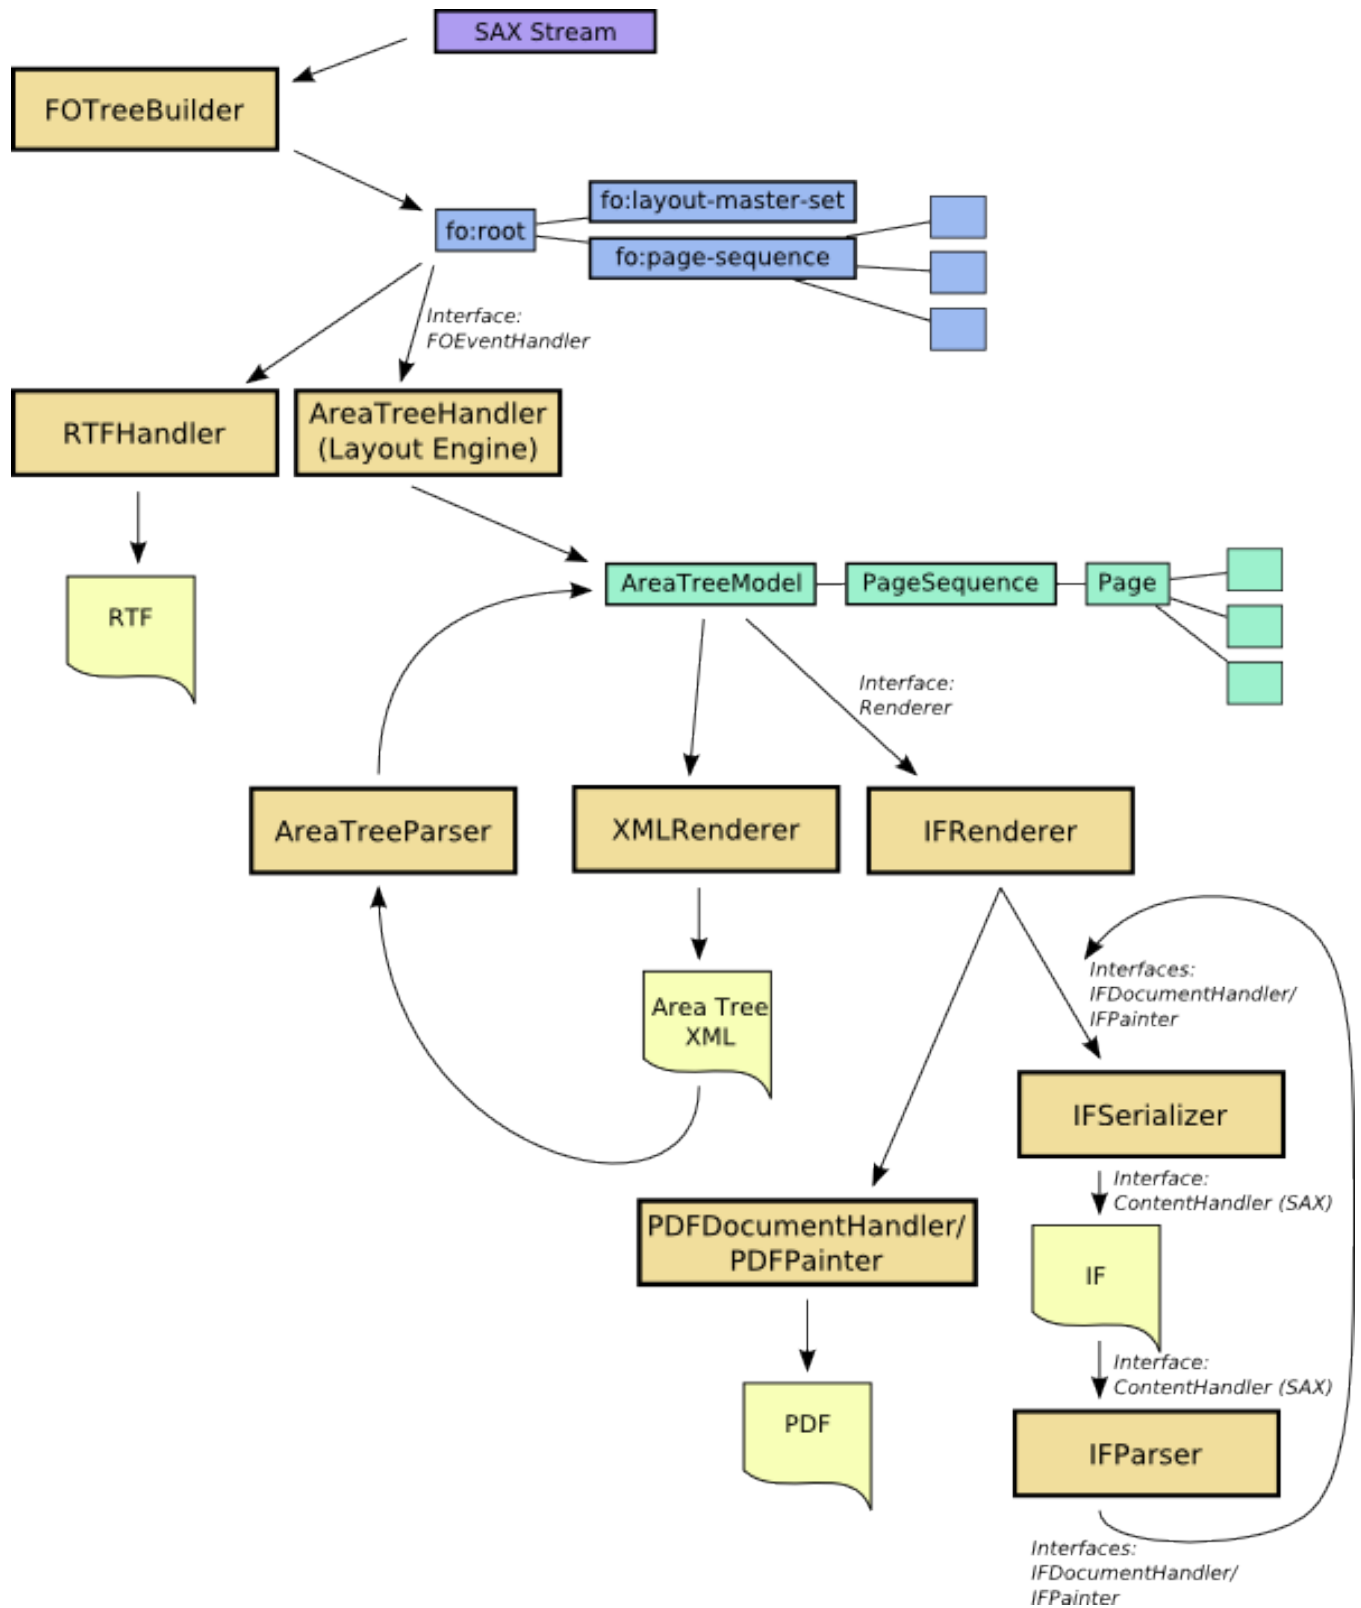 SAX Stream
FOTreeBuilder
fo:layout-master-set
fo:root
fo:page-sequence
Interface:
FOEventHandler
RTFHandler
AreaTreeHandler
(Layout Engine)
AreaTreeModel
PageSequence
Page
RTF
Interface:
Renderer
AreaTreeParser
XMLRenderer
IFRenderer
Interfaces:
IFDocumentHandler/
IFPainter
Area Tree
XML
IFSerializer
Interface:
ContentHandler (SAX)
PDFDocumentHandler/
PDFPainter
IF
Interface:
ContentHandler (SAX)
PDF
IFParser
Interfaces:
IFDocumentHandler/
IFPainter